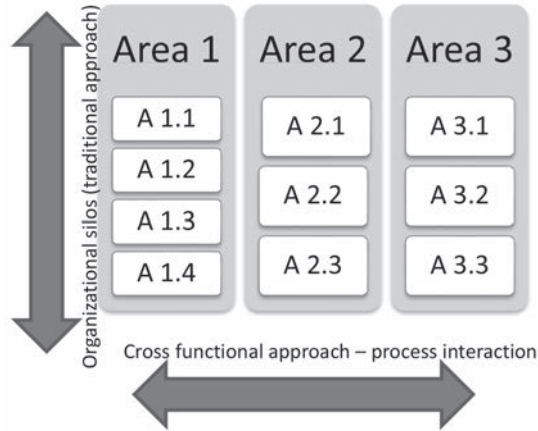 Organizational silos (traditional approach)
Area 1
A 1.1
A 1.2
A 1.3
A 1.4
Area 2
A 2.1
A 2.2
A 2.3
Area 3
A 3.1
A 3.2
A 3.3
Cross functional approach – process interaction